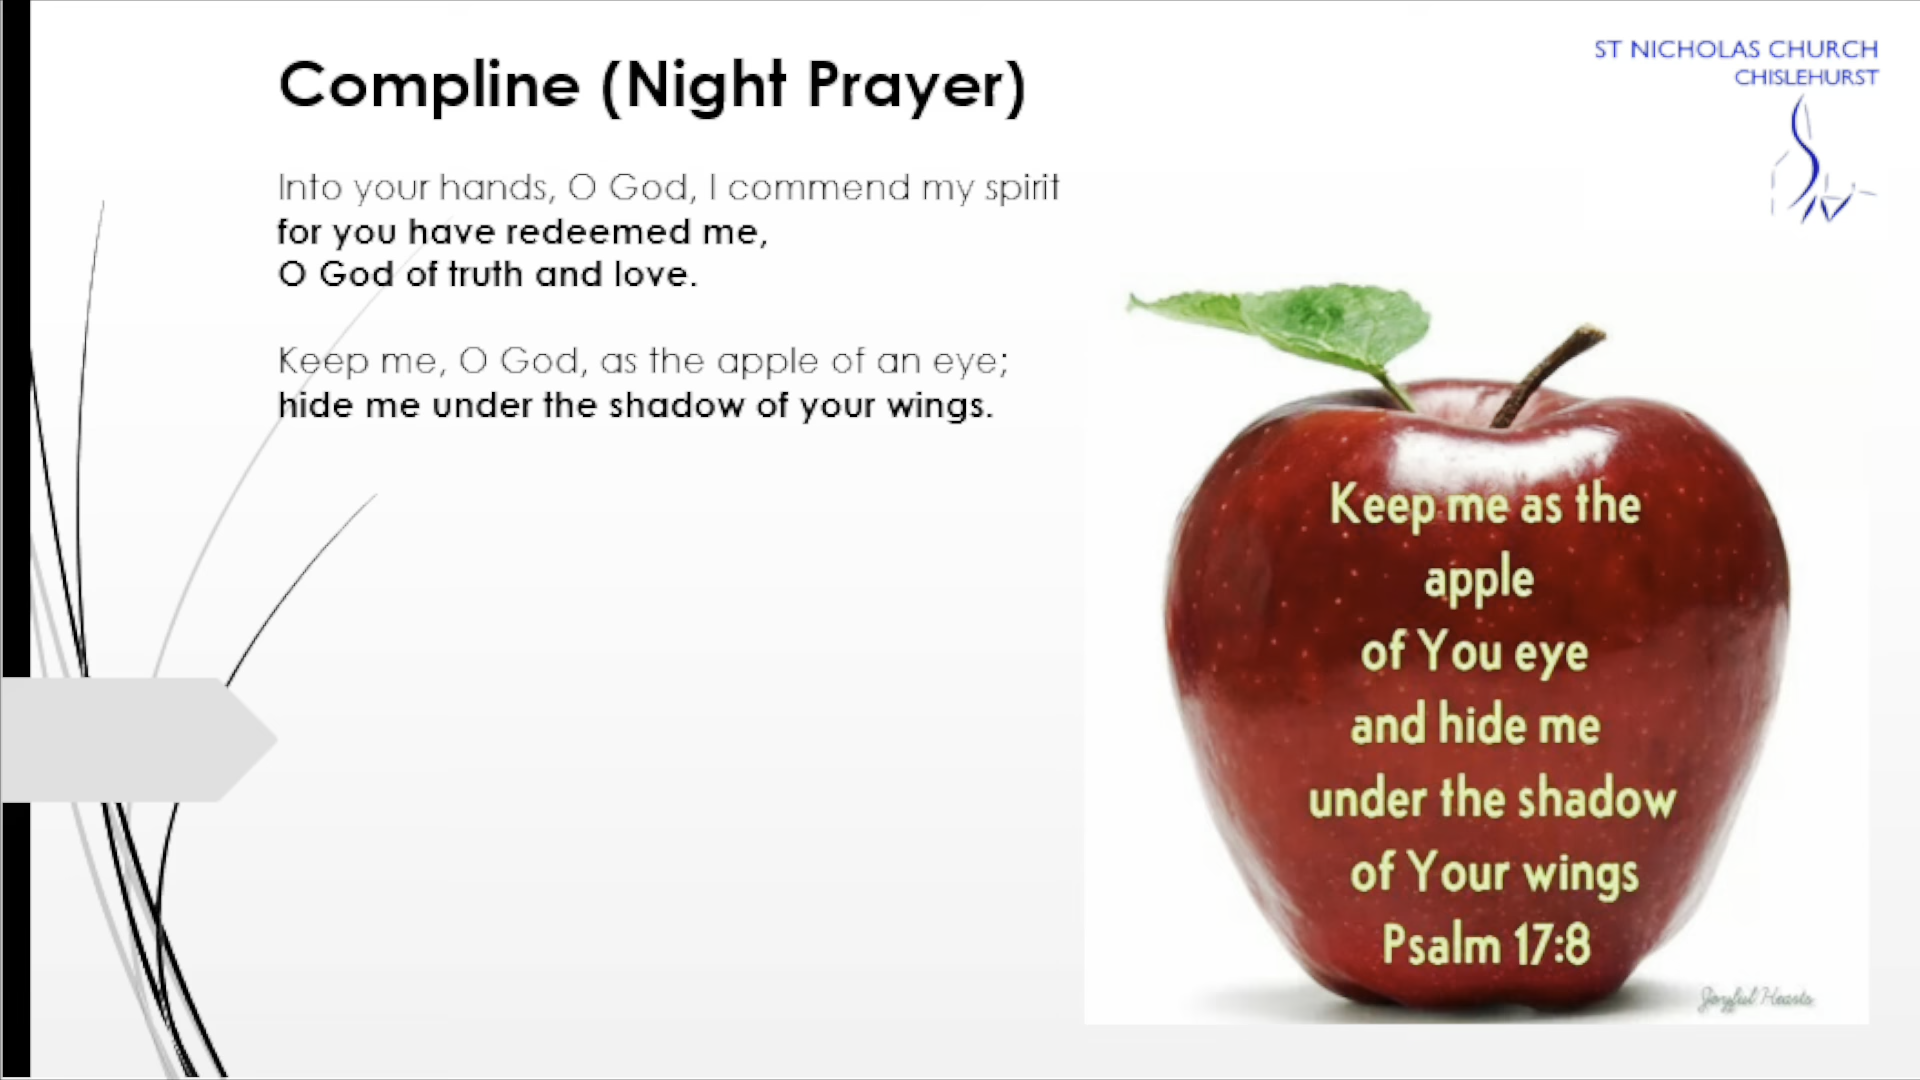 Compline (Night Prayer)
ST NICHOLAS CHURCH
CHISLEHURST
Into your hands, O God, I commend my spirit
for you have redeemed me,
O God of truth and love.
Keep me, O God, as the apple of an eye;
hide me under the shadow of your wings.
Keep me as the
apple
of You eye
and hide me
under the shadow
of Your wings
Psalm 17:8
Joyful Hearts